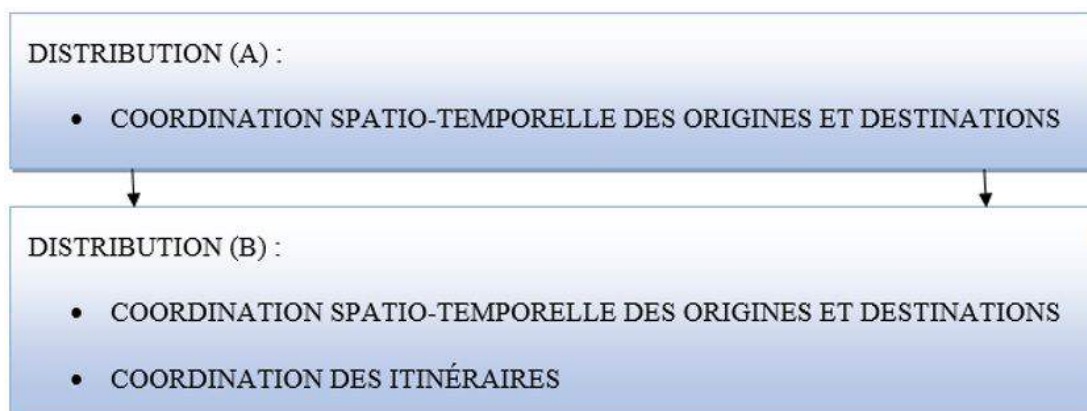 DISTRIBUTION (A) :
• COORDINATION SPATIO-TEMPORELLE DES ORIGINES ET DESTINATIONS
DISTRIBUTION (B) :
• COORDINATION SPATIO-TEMPORELLE DES ORIGINES ET DESTINATIONS
• COORDINATION DES ITINÉRAIRES